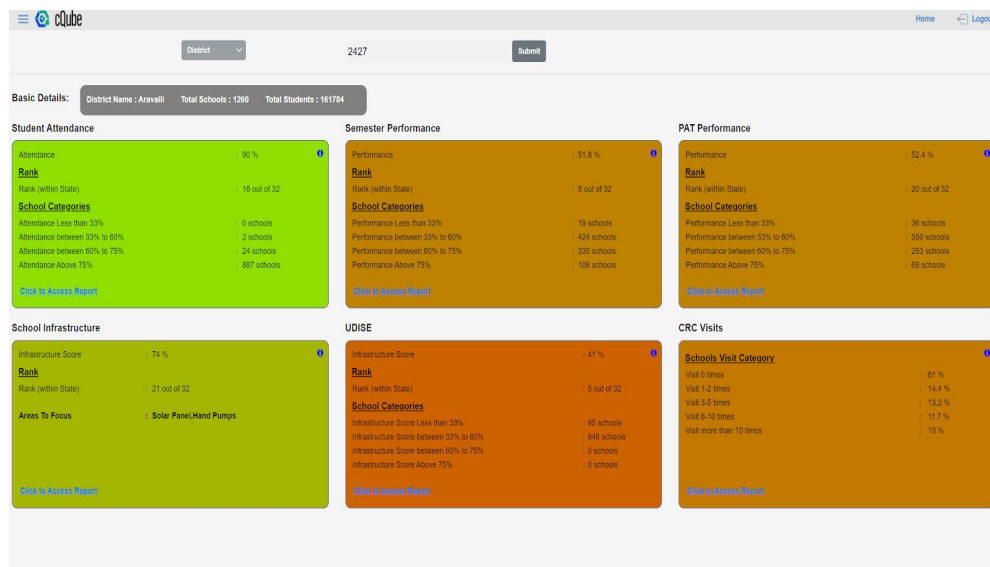 cQube
Home Logou
District 2427 Submit
Basic Details: District Name : Aravalli Total Schools : 1260 Total Students : 161784
Student Attendance
Attendance : 90 %
Rank
Rank (within State) : 16 out of 32
School Categories
Attendance Less than 33% : 0 schools
Attendance between 33% to 60% : 2 schools
Attendance between 60% to 75% : 24 schools
Attendance Above 75% : 887 schools
Click to Access Report
Semester Performance
Performance : 51.8 %
Rank
Rank (within State) : 8 out of 32
School Categories
Performance Less than 33% : 19 schools
Performance between 33% to 60% : 424 schools
Performance between 60% to 75% : 335 schools
Performance Above 75% : 106 schools
Click to Access Report
PAT Performance
Performance : 52.4 %
Rank
Rank (within State) : 20 out of 32
School Categories
Performance Less than 33% : 36 schools
Performance between 33% to 60% : 550 schools
Performance between 60% to 75% : 253 schools
Performance Above 75% : 69 schools
Click to Access Report
School Infrastructure
Infrastructure Score : 74 %
Rank
Rank (within State) : 21 out of 32
Areas To Focus : Solar Panel,Hand Pumps
Click to Access Report
UDISE
Infrastructure Score : 41 %
Rank
Rank (within State) : 5 out of 32
School Categories
Infrastructure Score Less than 33% : 95 schools
Infrastructure Score between 33% to 60% : 846 schools
Infrastructure Score between 60% to 75% : 0 schools
Infrastructure Score Above 75% : 0 schools
Click to Access Report
CRC Visits
Schools Visit Category
Visit 0 times : 61 %
Visit 1-2 times : 14.4 %
Visit 3-5 times : 13.2 %
Visit 6-10 times : 11.7 %
Visit more than 10 times : 10 %
Click to Access Report